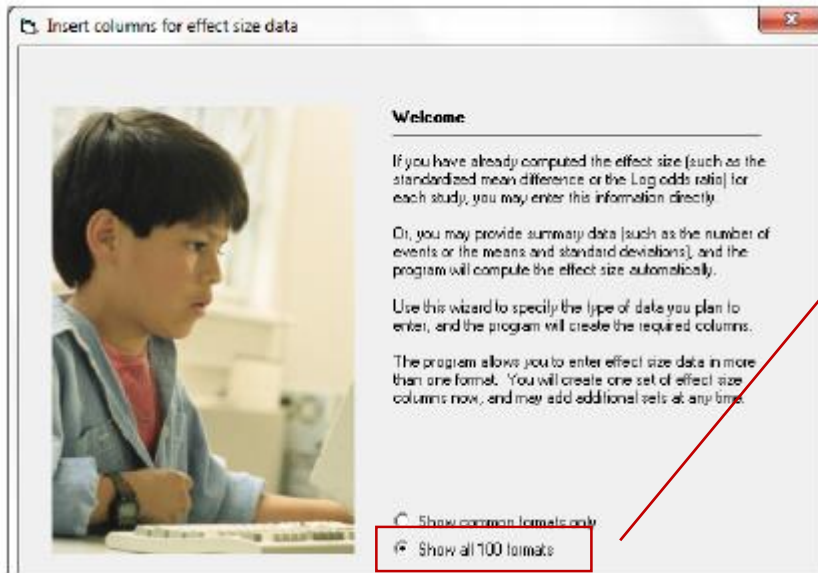 Insert columns for effect size data
Welcome
If you have already computed the effect size (such as the
standardized mean difference or the Log odds ratio) for
each study, you may enter this information directly.
Or, you may provide summary data (such as the number of
events or the means and standard deviations), and the
program will compute the effect size automatically.
Use this wizard to specify the type of data you plan to
enter, and the program will create the required columns.
The program allows you to enter effect size data in more
than one format. You will create one set of effect size
columns now, and may add additional sets at any time.
Show common formats only
Show all 100 formats